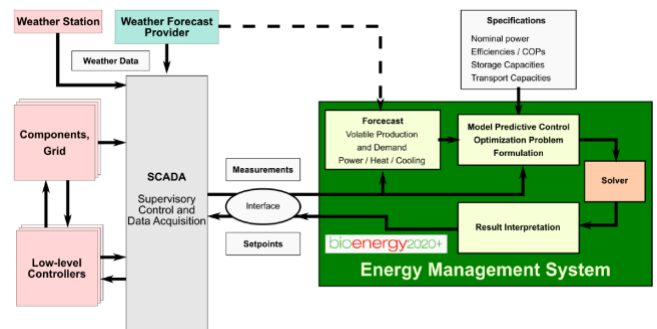 Weather Station
Weather Forecast
Provider
Weather Data
Specifications
Nominal power
Efficiencies / COPs
Storage Capacities
Transport Capacities
Components,
Grid
SCADA
Supervisory
Control and
Data Acquisition
Low-level
Controllers
Measurements
Interface
Setpoints
Forcecast
Volatile Production
and Demand
Power / Heat / Cooling
Model Predictive Control
Optimization Problem
Formulation
Solver
Result Interpretation
bioenergy2020+
Energy Management System